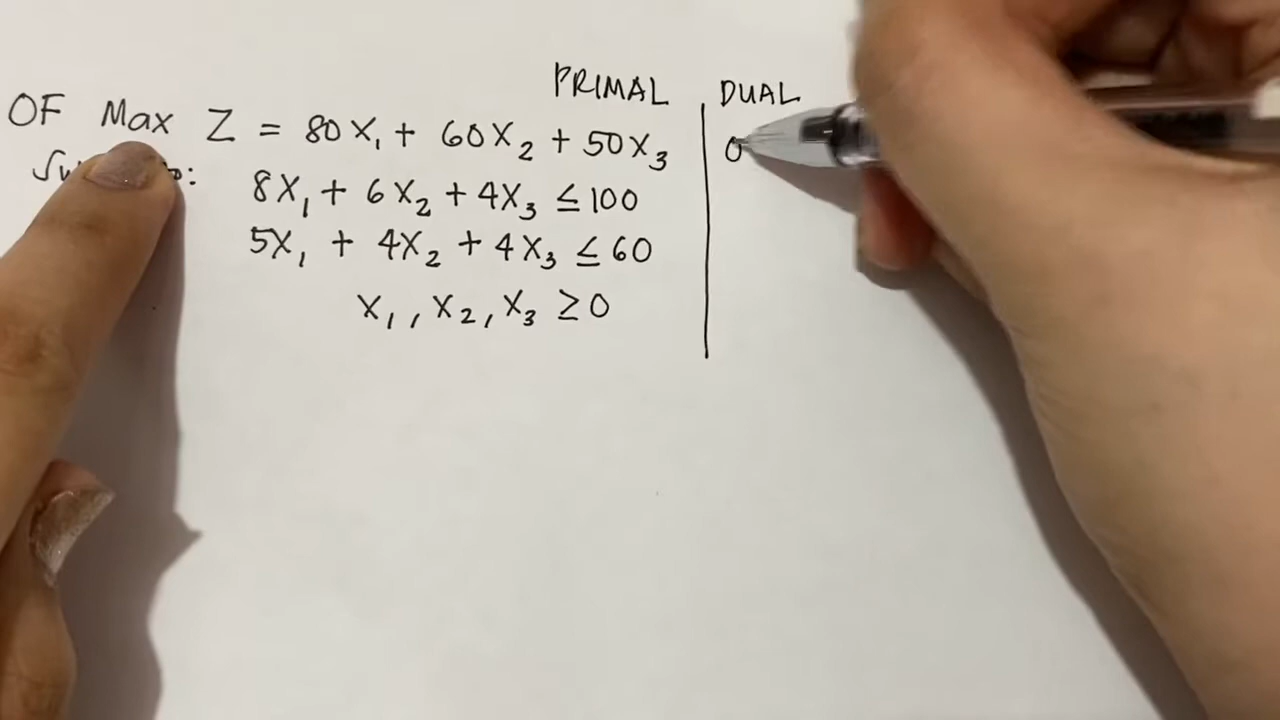 PRIMAL | DUAL
OF Max Z = 80X₁ + 60X₂ + 50X₃ | O
8X₁ + 6X₂ + 4X₃ ≤ 100
5X₁ + 4X₂ + 4X₃ ≤ 60
X₁, X₂, X₃ ≥ 0